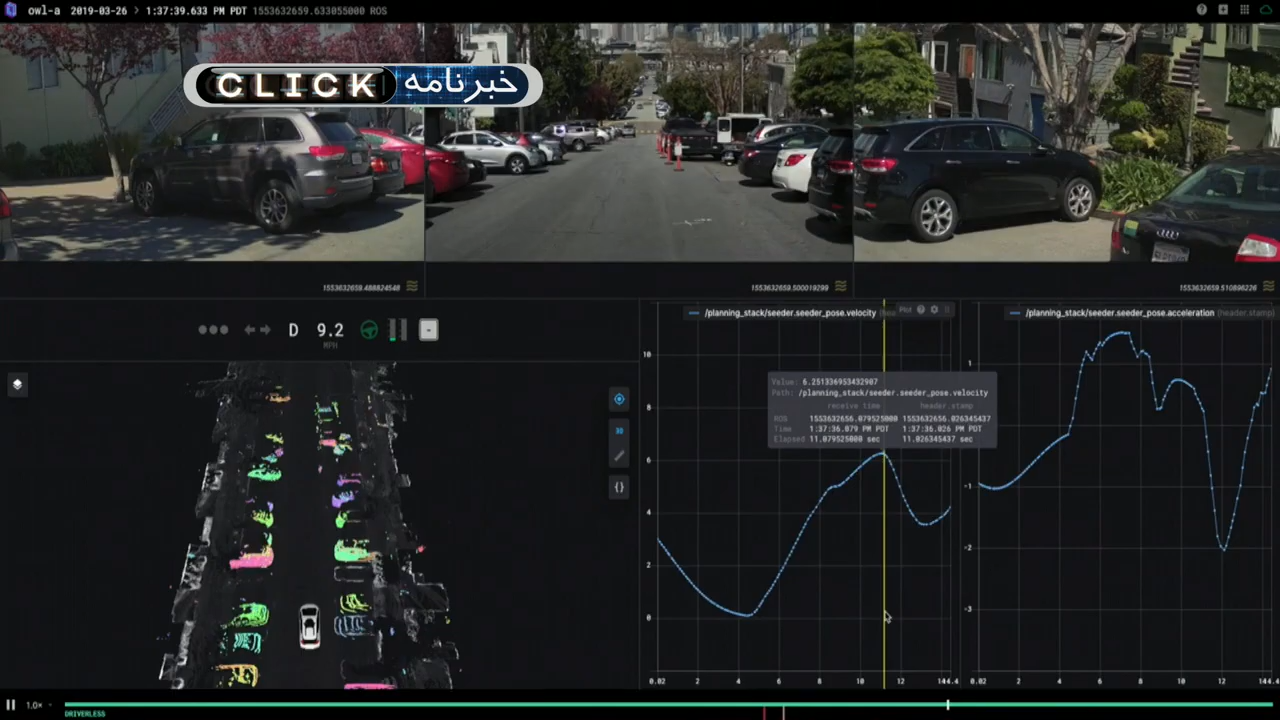 owl-a 2019-03-26 > 1:37:39.633 PM PDT 1553632659.633055000 ROS
CLICK خبرنامه
1553632659.488824548
1553632659.500019299
1553632659.510896226
D 9.2
MPH
/planning_stack/seeder.seeder_pose.velocity
Plot
/planning_stack/seeder.seeder_pose.acceleration (header.stamp)
Value: 6.251336953432907
Path: /planning_stack/seeder.seeder_pose.velocity
receive time header.stamp
ROS 1553632656.079525000 1553632656.026345437
Time 1:37:36.079 PM PDT 1:37:36.026 PM PDT
Elapsed 11.079525000 sec 11.026345437 sec
10
8
6
4
2
0
0.02 2 4 6 8 10 12 144.4
1
-1
-2
-3
0.02 2 4 6 8 10 12 144.4
3D
{}
1.0×
DRIVERLESS